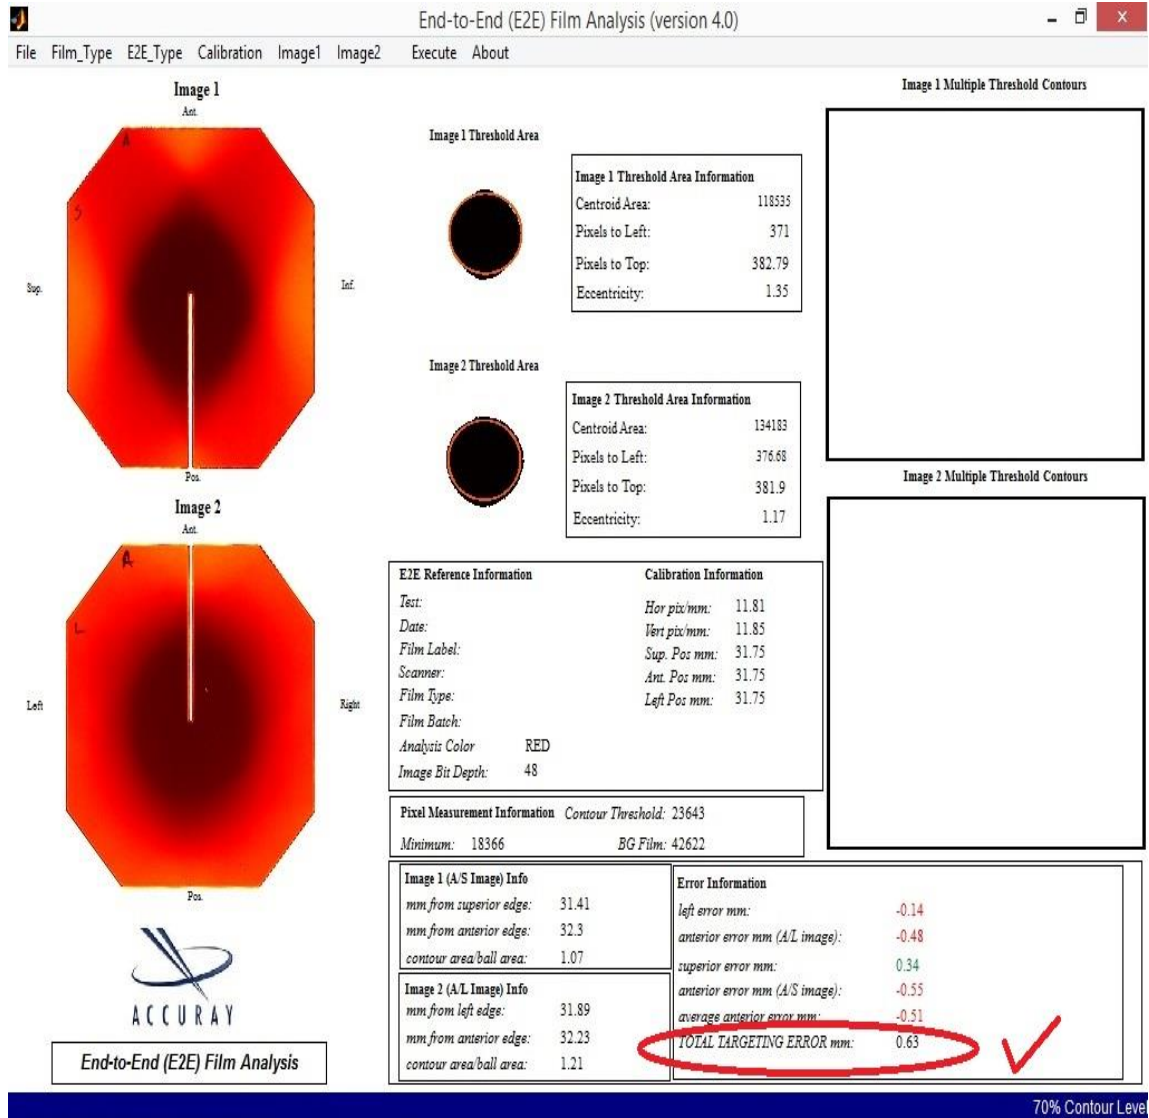 End-to-End (E2E) Film Analysis (version 4.0)
File Film_Type E2E_Type Calibration Image1 Image2 Execute About
Image 1
Ant.
A
S
Sup.
Inf.
Pos.
Image 2
Ant.
A
L
Left
Right
Pos.
ACCURAY
End-to-End (E2E) Film Analysis
Image 1 Threshold Area
Image 1 Threshold Area Information
Centroid Area: 118535
Pixels to Left: 371
Pixels to Top: 382.79
Eccentricity: 1.35
Image 2 Threshold Area
Image 2 Threshold Area Information
Centroid Area: 134183
Pixels to Left: 376.68
Pixels to Top: 381.9
Eccentricity: 1.17
Image 1 Multiple Threshold Contours
Image 2 Multiple Threshold Contours
E2E Reference Information
Test:
Date:
Film Label:
Scanner:
Film Type:
Film Batch:
Analysis Color RED
Image Bit Depth: 48
Calibration Information
Hor pix/mm: 11.81
Vert pix/mm: 11.85
Sup. Pos mm: 31.75
Ant. Pos mm: 31.75
Left Pos mm: 31.75
Pixel Measurement Information Contour Threshold: 23643
Minimum: 18366 BG Film: 42622
Image 1 (A/S Image) Info
mm from superior edge: 31.41
mm from anterior edge: 32.3
contour area/ball area: 1.07
Image 2 (A/L Image) Info
mm from left edge: 31.89
mm from anterior edge: 32.23
contour area/ball area: 1.21
Error Information
left error mm: -0.14
anterior error mm (A/L image): -0.48
superior error mm: 0.34
anterior error mm (A/S image): -0.55
average anterior error mm: -0.51
TOTAL TARGETING ERROR mm: 0.63
70% Contour Level